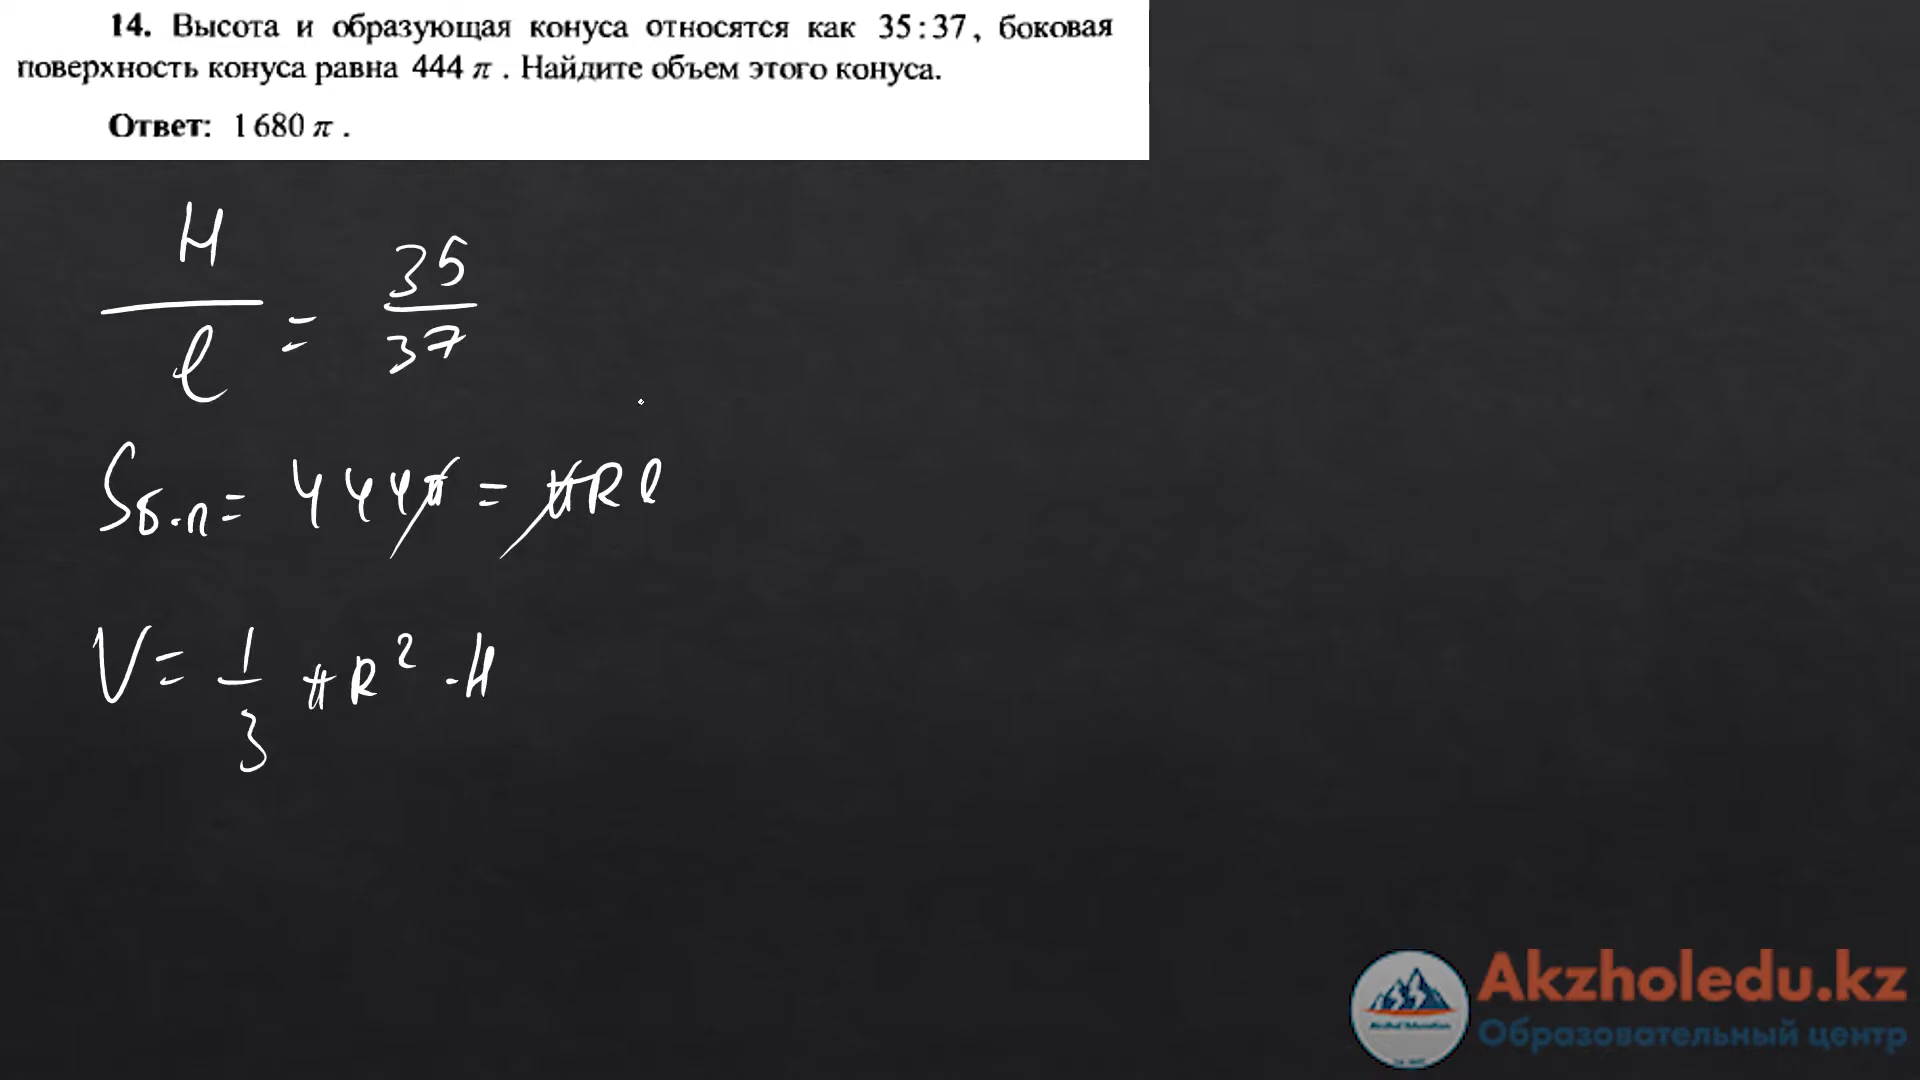 14. Высота и образующая конуса относятся как 35 : 37, боковая
поверхность конуса равна 444 π . Найдите объем этого конуса.
Ответ: 1 680 π .
H/ℓ = 35/37
Sб.п = 444π = πRℓ
V = 1/3 πR² · H
Akzholedu.kz
Образовательный центр